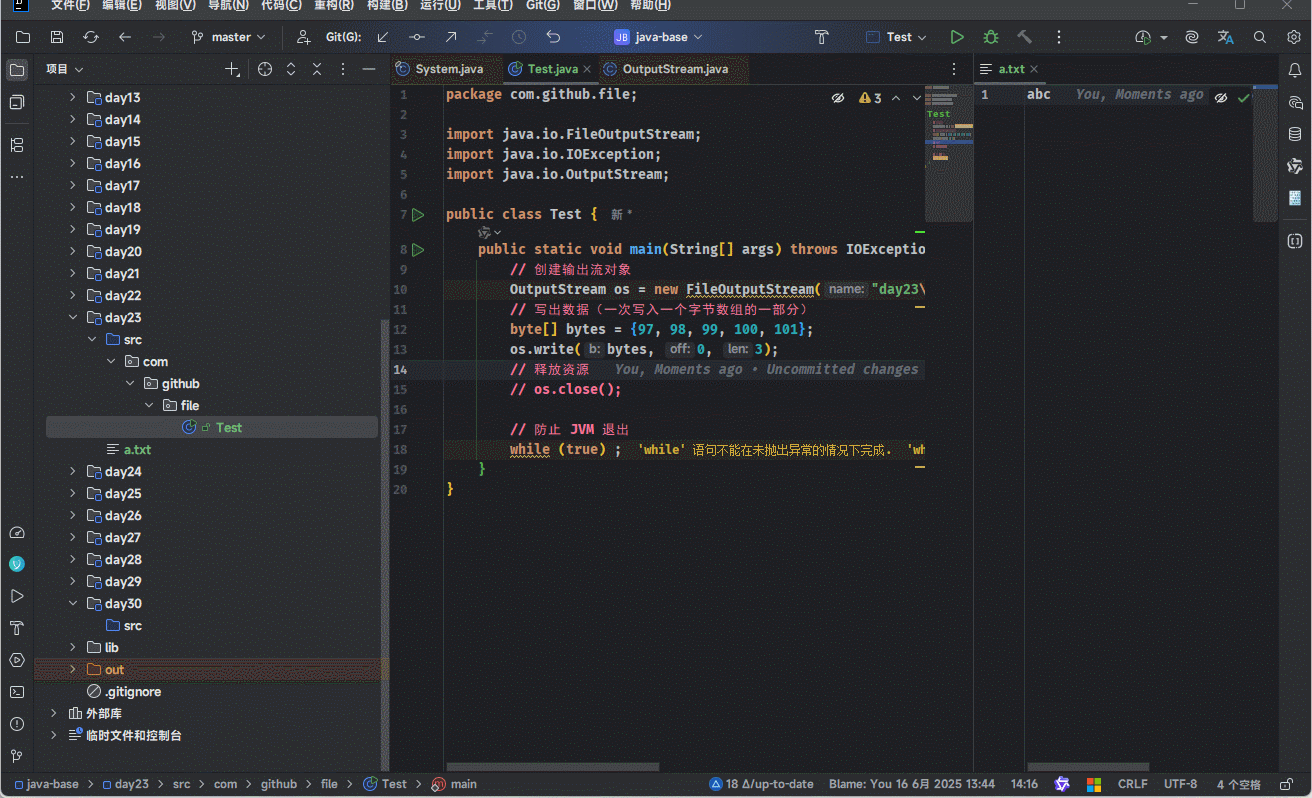 文件(F) 编辑(E) 视图(V) 导航(N) 代码(C) 重构(R) 构建(B) 运行(U) 工具(T) Git(G) 窗口(W) 帮助(H)
master Git(G): JB java-base Test
项目
System.java Test.java OutputStream.java a.txt
day13
day14
day15
day16
day17
day18
day19
day20
day21
day22
day23
src
com
github
file
Test
a.txt
day24
day25
day26
day27
day28
day29
day30
src
lib
out
.gitignore
外部库
临时文件和控制台
1 package com.github.file; 3
2
3 import java.io.FileOutputStream;
4 import java.io.IOException;
5 import java.io.OutputStream;
6
7 public class Test { 新 *
8 public static void main(String[] args) throws IOExceptio
9 // 创建输出流对象
10 OutputStream os = new FileOutputStream( name: "day23\
11 // 写出数据（一次写入一个字节数组的一部分）
12 byte[] bytes = {97, 98, 99, 100, 101};
13 os.write( b: bytes, off: 0, len: 3);
14 // 释放资源 You, Moments ago • Uncommitted changes
15 // os.close();
16
17 // 防止 JVM 退出
18 while (true) ; 'while' 语句不能在未抛出异常的情况下完成. 'wh
19 }
20 }
Test
1 abc You, Moments ago
java-base > day23 > src > com > github > file > Test > main 18 Δ/up-to-date Blame: You 16 6月 2025 13:44 14:16 CRLF UTF-8 4 个空格